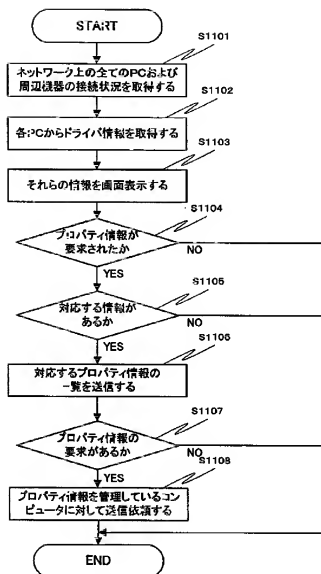 START
S1101
ネットワーク上の全てのPCおよび
周辺機器の接続状況を取得する
S1102
各PCからドライバ情報を取得する
S1103
それらの情報を画面表示する
S1104
プロパティ情報が
要求されたか
NO
YES
S1105
対応する情報が
あるか
NO
YES
S1106
対応するプロパティ情報の
一覧を送信する
S1107
プロパティ情報の
要求があるか
NO
YES
S1108
プロパティ情報を管理しているコン
ピュータに対して送信依頼する
END